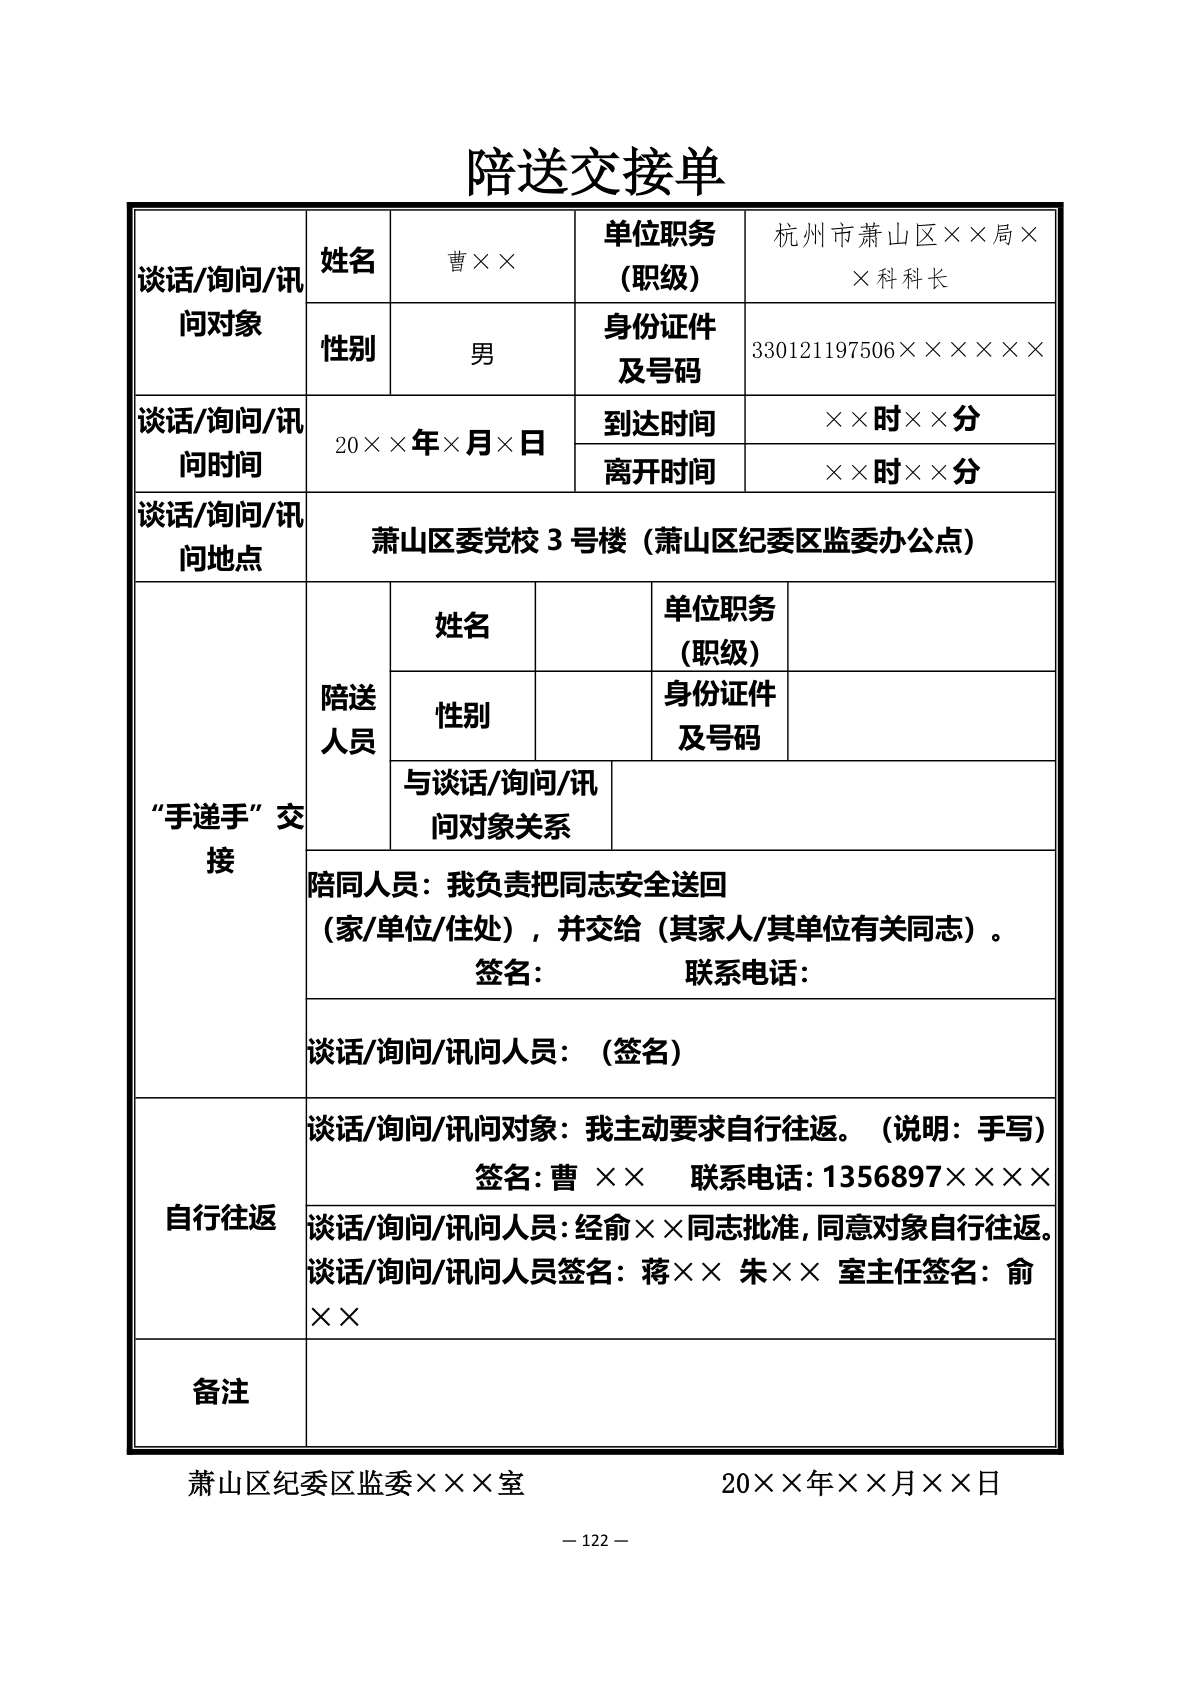 陪送交接单
谈话/询问/讯
问对象
姓名
曹××
单位职务
（职级）
杭州市萧山区××局×
×科科长
性别
男
身份证件
及号码
330121197506××××××
谈话/询问/讯
问时间
20××年×月×日
到达时间
××时××分
离开时间
××时××分
谈话/询问/讯
问地点
萧山区委党校 3 号楼（萧山区纪委区监委办公点）
“手递手”交
接
陪送
人员
姓名
单位职务
（职级）
性别
身份证件
及号码
与谈话/询问/讯
问对象关系
陪同人员：我负责把同志安全送回
（家/单位/住处），并交给（其家人/其单位有关同志）。
签名： 联系电话：
谈话/询问/讯问人员：（签名）
自行往返
谈话/询问/讯问对象：我主动要求自行往返。（说明：手写）
签名：曹 ×× 联系电话：1356897××××
谈话/询问/讯问人员：经俞××同志批准，同意对象自行往返。
谈话/询问/讯问人员签名：蒋×× 朱×× 室主任签名：俞
××
备注
萧山区纪委区监委×××室 20××年××月××日
— 122 —